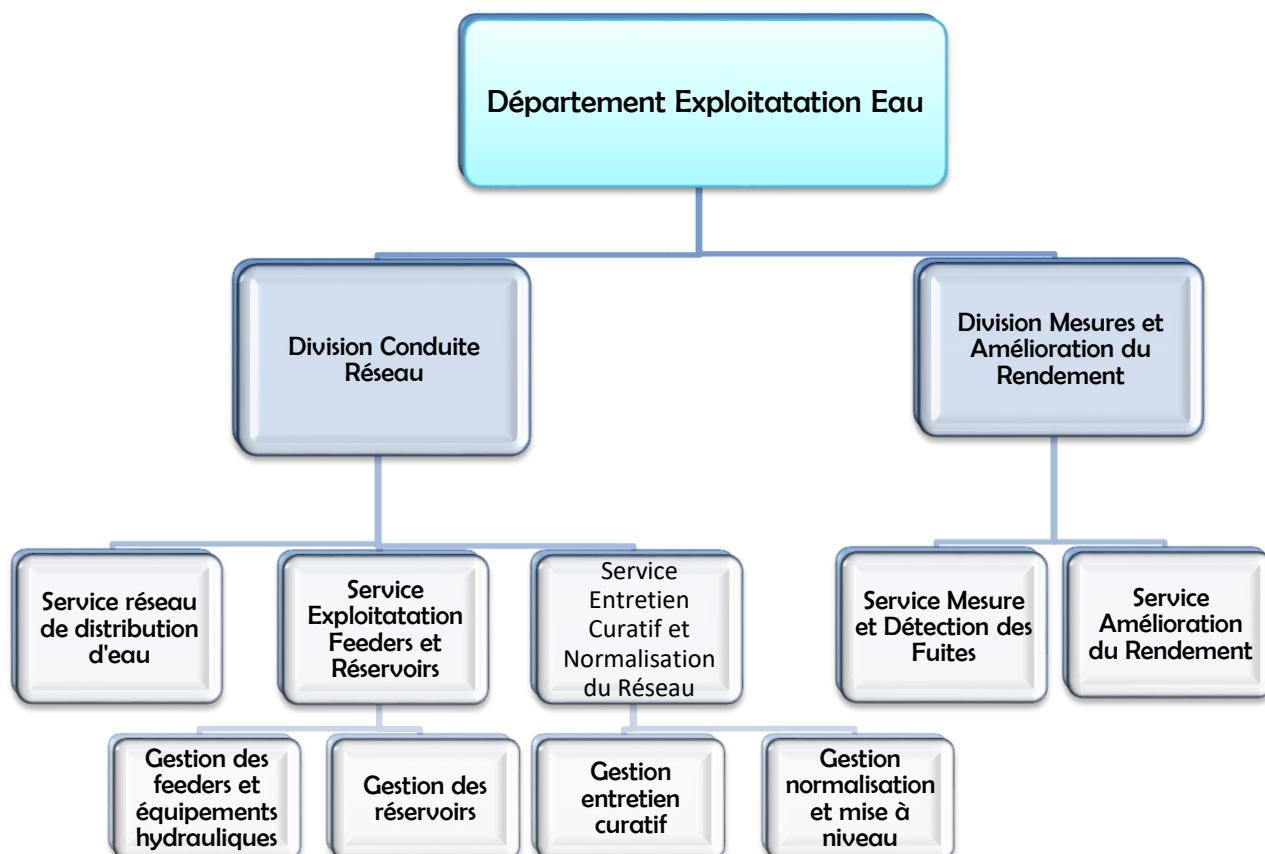 Département Exploitatation Eau
Division Conduite
Réseau
Division Mesures et
Amélioration du
Rendement
Service réseau
de distribution
d'eau
Service
Exploitatation
Feeders et
Réservoirs
Service
Entretien
Curatif et
Normalisation
du Réseau
Service Mesure
et Détection des
Fuites
Service
Amélioration
du Rendement
Gestion des
feeders et
équipements
hydrauliques
Gestion des
réservoirs
Gestion
entretien
curatif
Gestion
normalisation
et mise à
niveau